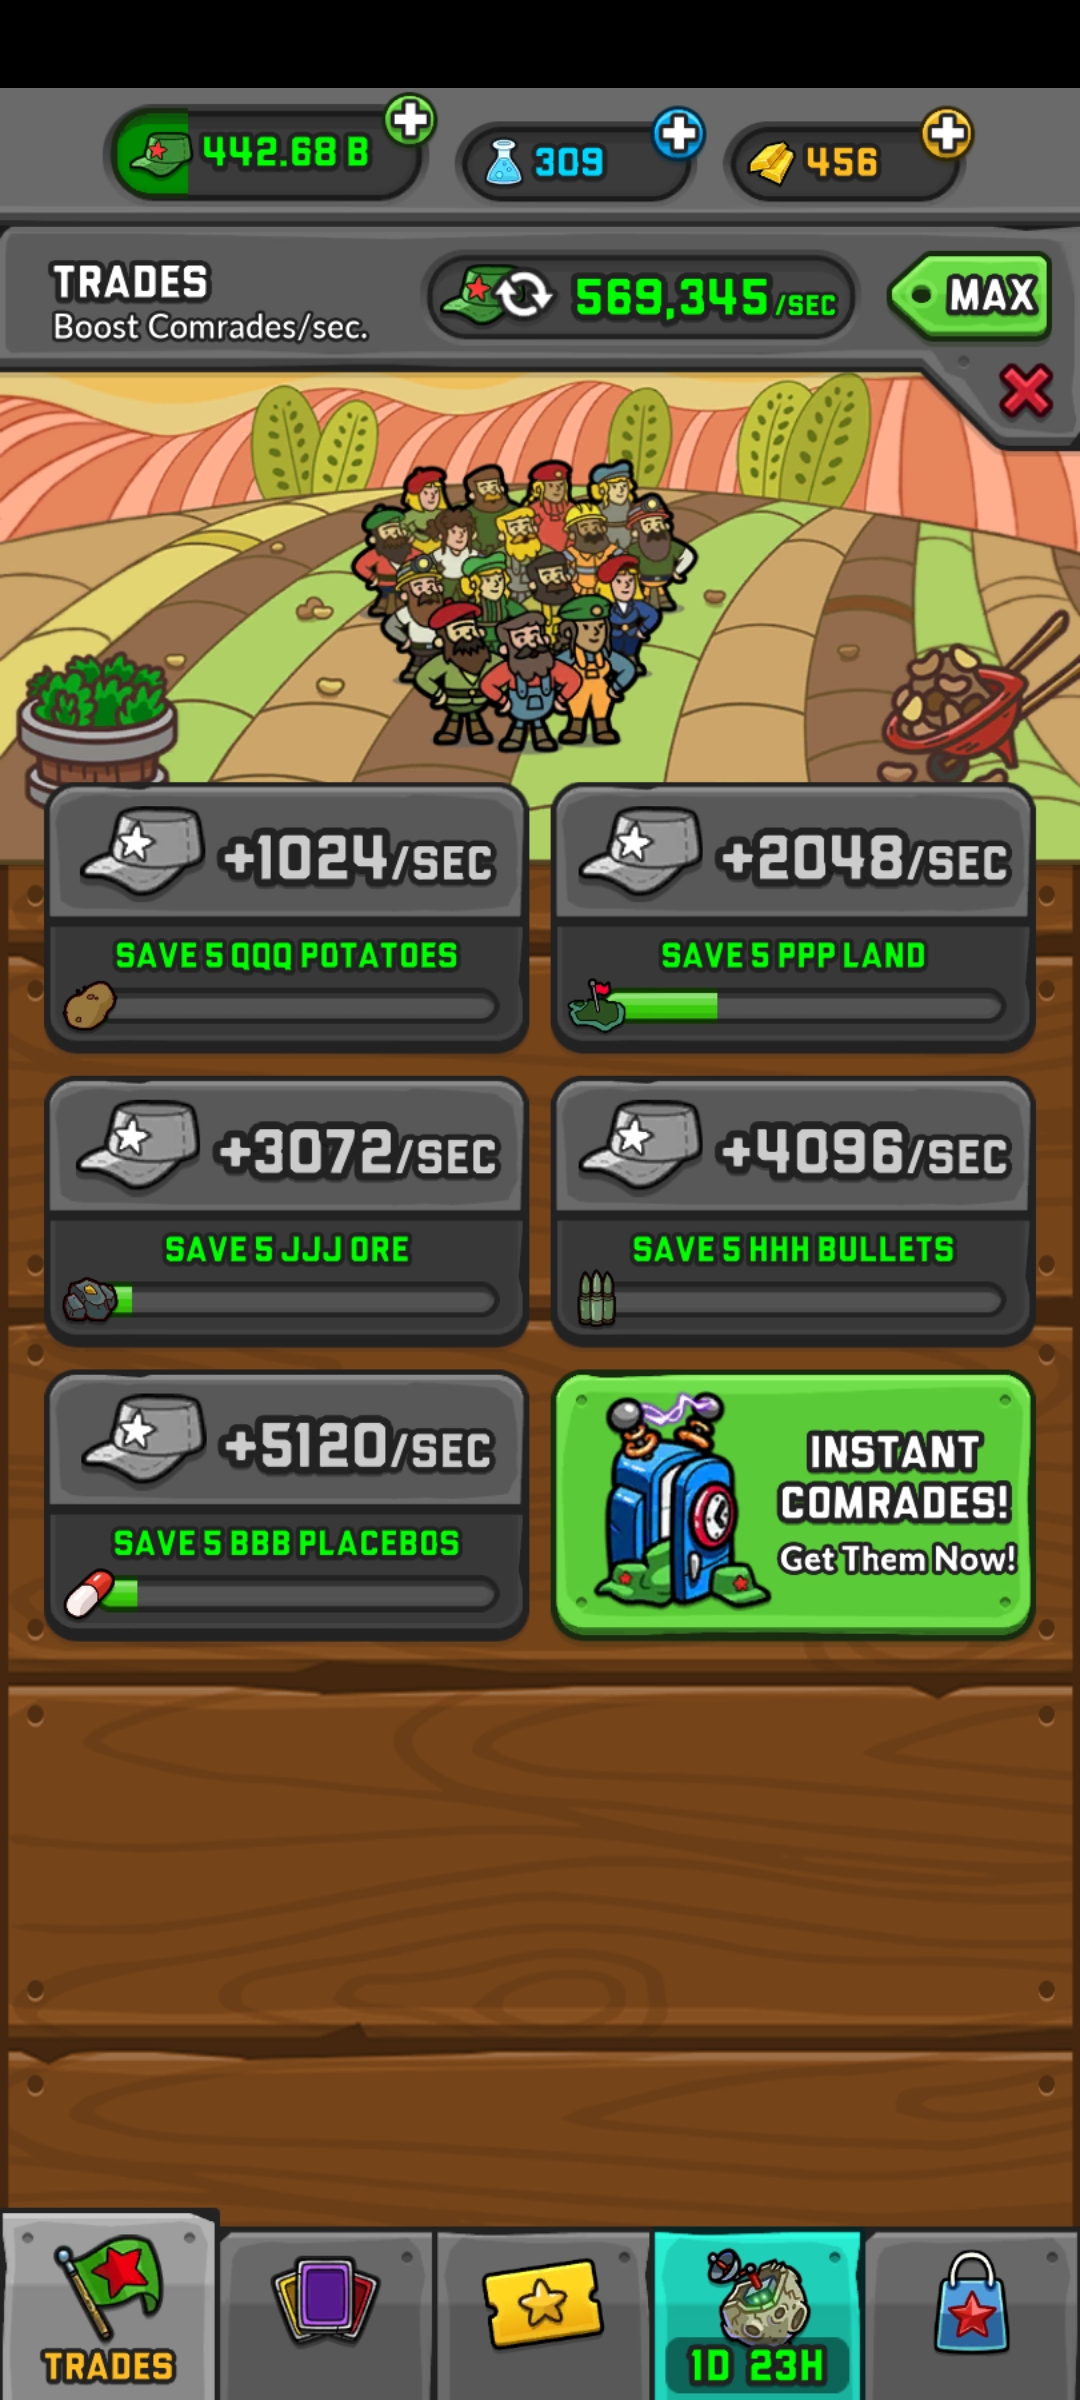 442.68 B
309
456
TRADES
Boost Comrades/sec.
569,345/SEC
MAX
+1024/SEC
SAVE 5 QQQ POTATOES
+2048/SEC
SAVE 5 PPP LAND
+3072/SEC
SAVE 5 JJJ ORE
+4096/SEC
SAVE 5 HHH BULLETS
+5120/SEC
SAVE 5 BBB PLACEBOS
INSTANT
COMRADES!
Get Them Now!
TRADES
1D 23H